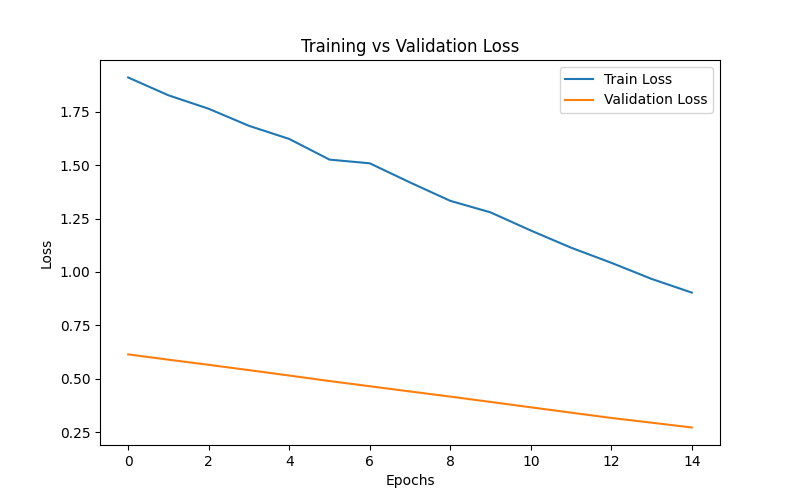 Training vs Validation Loss
Train Loss
Validation Loss
Loss
1.75
1.50
1.25
1.00
0.75
0.50
0.25
0 2 4 6 8 10 12 14
Epochs